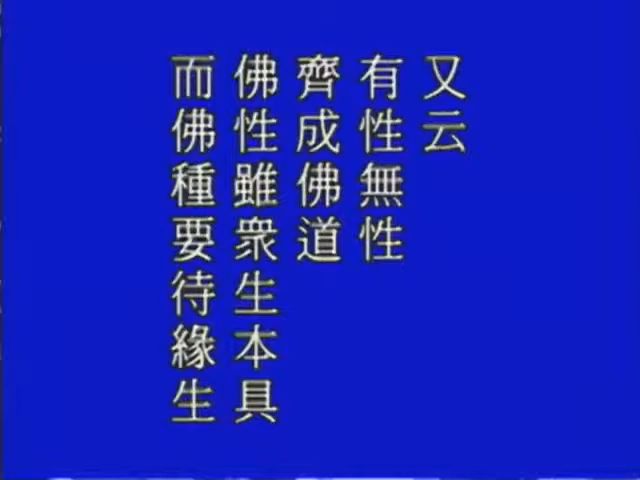 又云
有性無性
齊成佛道
佛性雖眾生本具
而佛種要待緣生